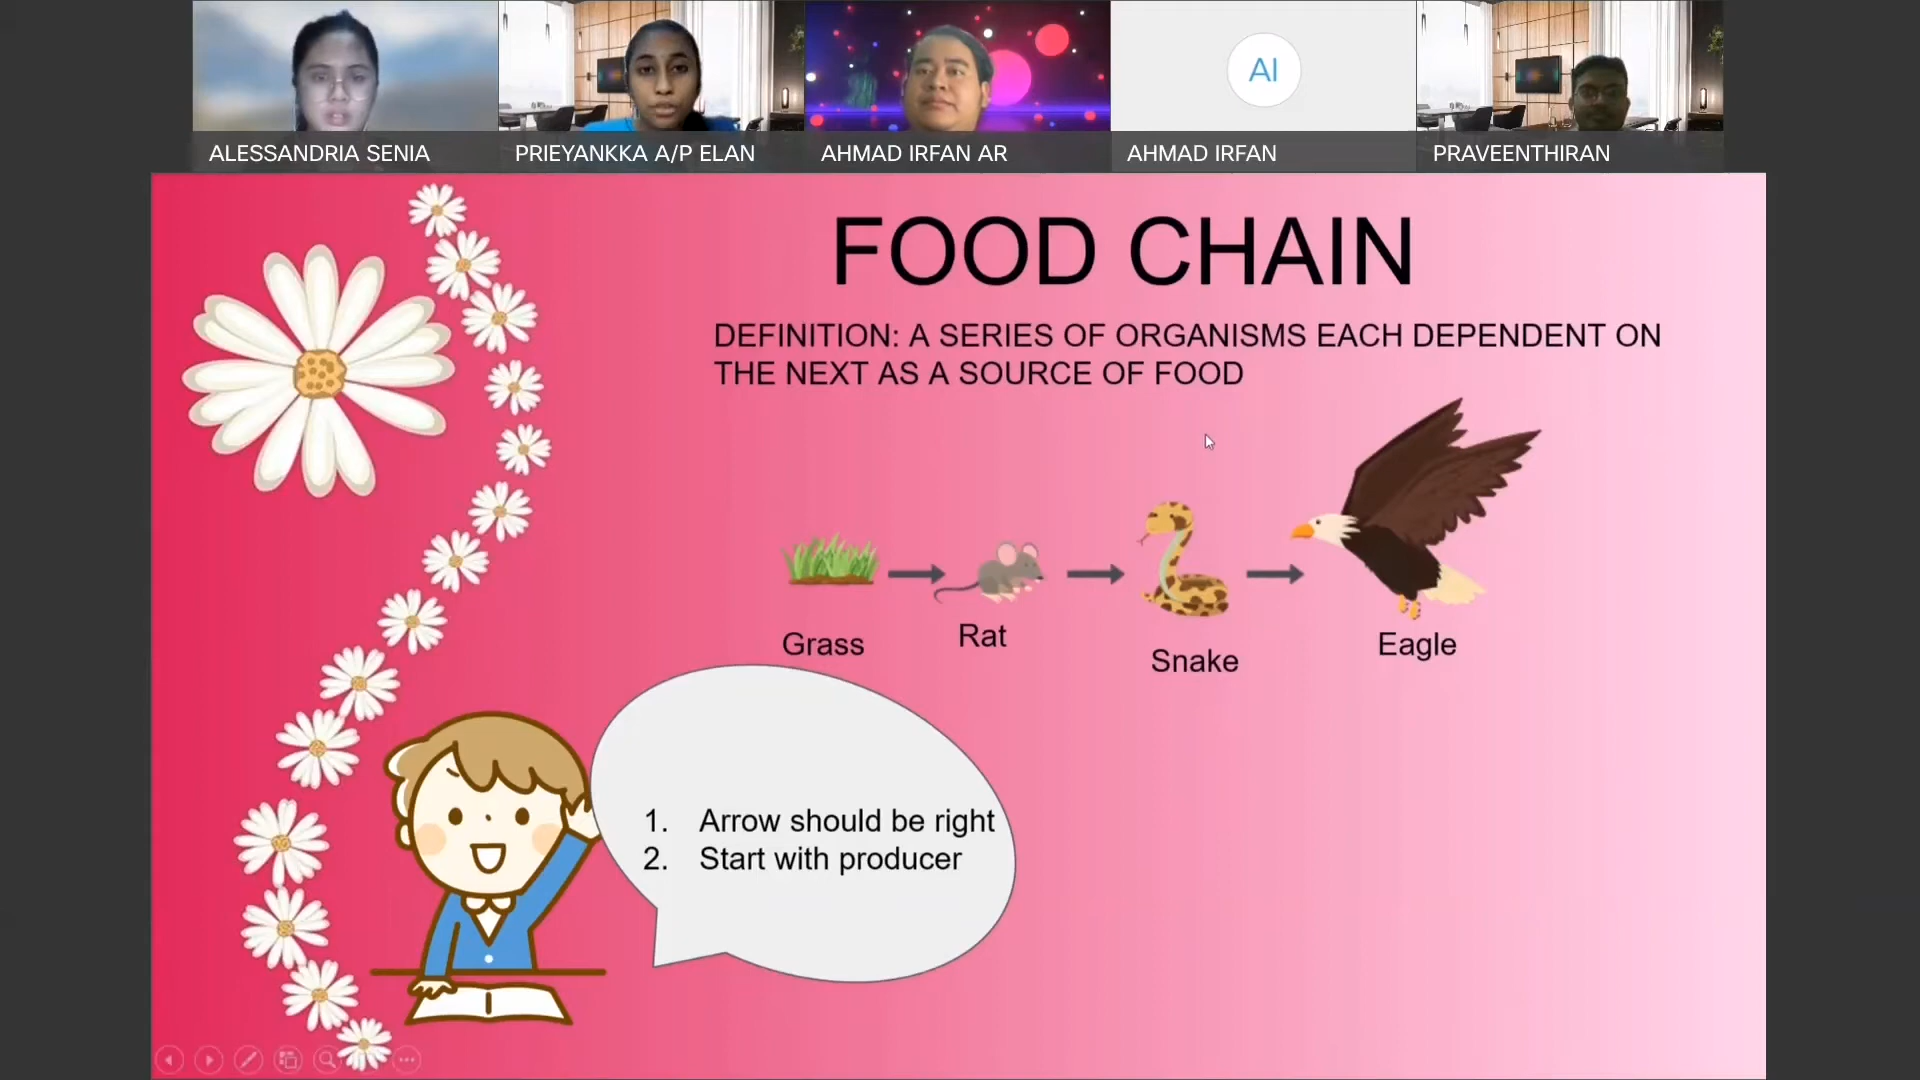 ALESSANDRIA SENIA
PRIEYANKKA A/P ELAN
AHMAD IRFAN AR
AI
AHMAD IRFAN
PRAVEENTHIRAN
FOOD CHAIN
DEFINITION: A SERIES OF ORGANISMS EACH DEPENDENT ON
THE NEXT AS A SOURCE OF FOOD
Grass
Rat
Snake
Eagle
1. Arrow should be right
2. Start with producer